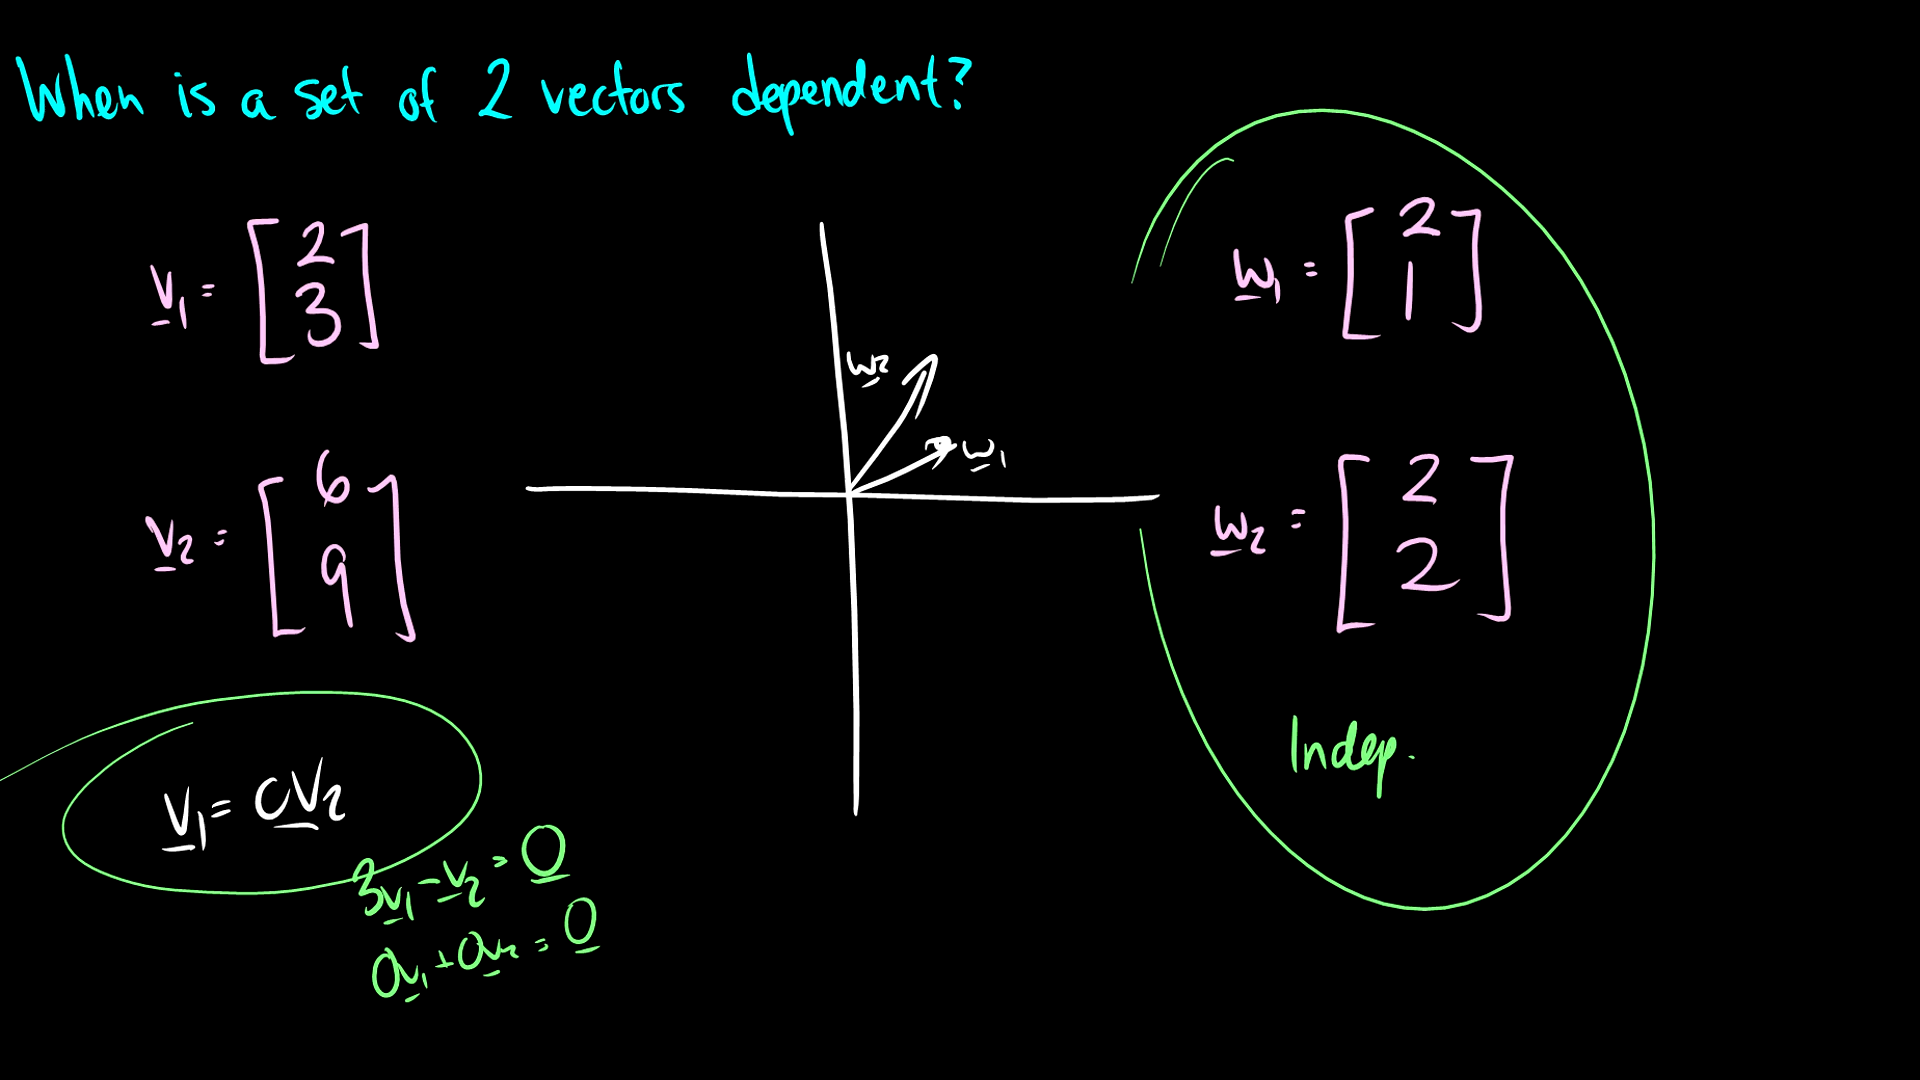 When is a set of 2 vectors dependent?
v1 = [2 3]
v2 = [6 9]
v1 = cv2
3v1 - v2 = 0
0v1 + 0v2 = 0
w2
w1
w1 = [2 1]
w2 = [2 2]
Indep.